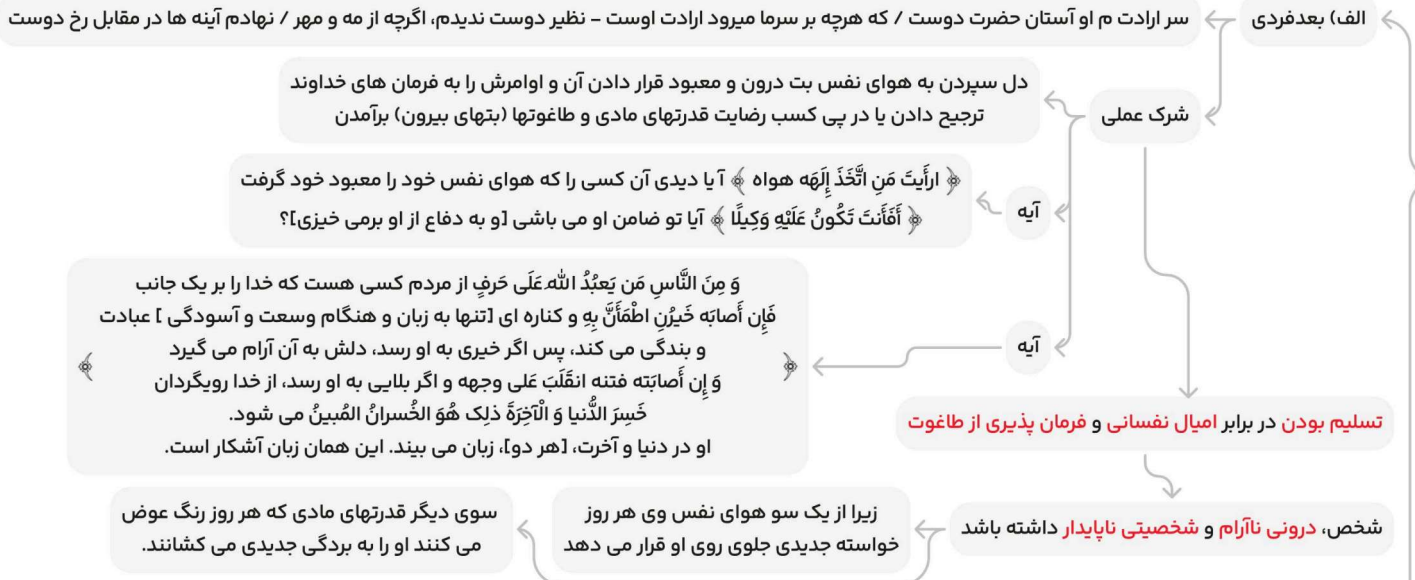 الف) بعدفردی
سر ارادت م او آستان حضرت دوست / که هرچه بر سرما میرود ارادت اوست – نظیر دوست ندیدم، اگرچه از مه و مهر / نهادم آینه ها در مقابل رخ دوست
شرک عملی
دل سپردن به هوای نفس بت درون و معبود قرار دادن آن و اوامرش را به فرمان های خداوند
ترجیح دادن یا در پی کسب رضایت قدرتهای مادی و طاغوتها (بتهای بیرون) برآمدن
آیه
﴿ ارأَیتَ مَنِ اتَّخَذَ إِلَهَه هواه ﴾ آیا دیدی آن کسی را که هوای نفس خود را معبود خود گرفت
﴿ أَفَأَنتَ تَکُونُ عَلَیْهِ وَکِیلًا ﴾ آیا تو ضامن او می باشی [و به دفاع از او برمی خیزی]؟
آیه
﴿ وَ مِنَ النَّاسِ مَن یَعبُدُ اللّهَ عَلَی حَرفٍ از مردم کسی هست که خدا را بر یک جانب
فَإِن أَصابَه خَیرُنِ اطْمَأَنَّ بِهِ و کناره ای [تنها به زبان و هنگام وسعت و آسودگی ] عبادت
و بندگی می کند، پس اگر خیری به او رسد، دلش به آن آرام می گیرد
وَ إِن أَصابَته فتنه انقَلَبَ عَلی وجهه و اگر بلایی به او رسد، از خدا رویگردان
خَسِرَ الدُّنیا وَ الْآخِرَةَ ذلِک هُوَ الخُسرانُ المُبینُ می شود.
او در دنیا و آخرت، [هر دو]، زبان می بیند. این همان زبان آشکار است. ﴾
تسلیم بودن در برابر امیال نفسانی و فرمان پذیری از طاغوت
شخص، درونی ناآرام و شخصیتی ناپایدار داشته باشد
زیرا از یک سو هوای نفس وی هر روز
خواسته جدیدی جلوی روی او قرار می دهد
سوی دیگر قدرتهای مادی که هر روز رنگ عوض
می کنند او را به بردگی جدیدی می کشانند.